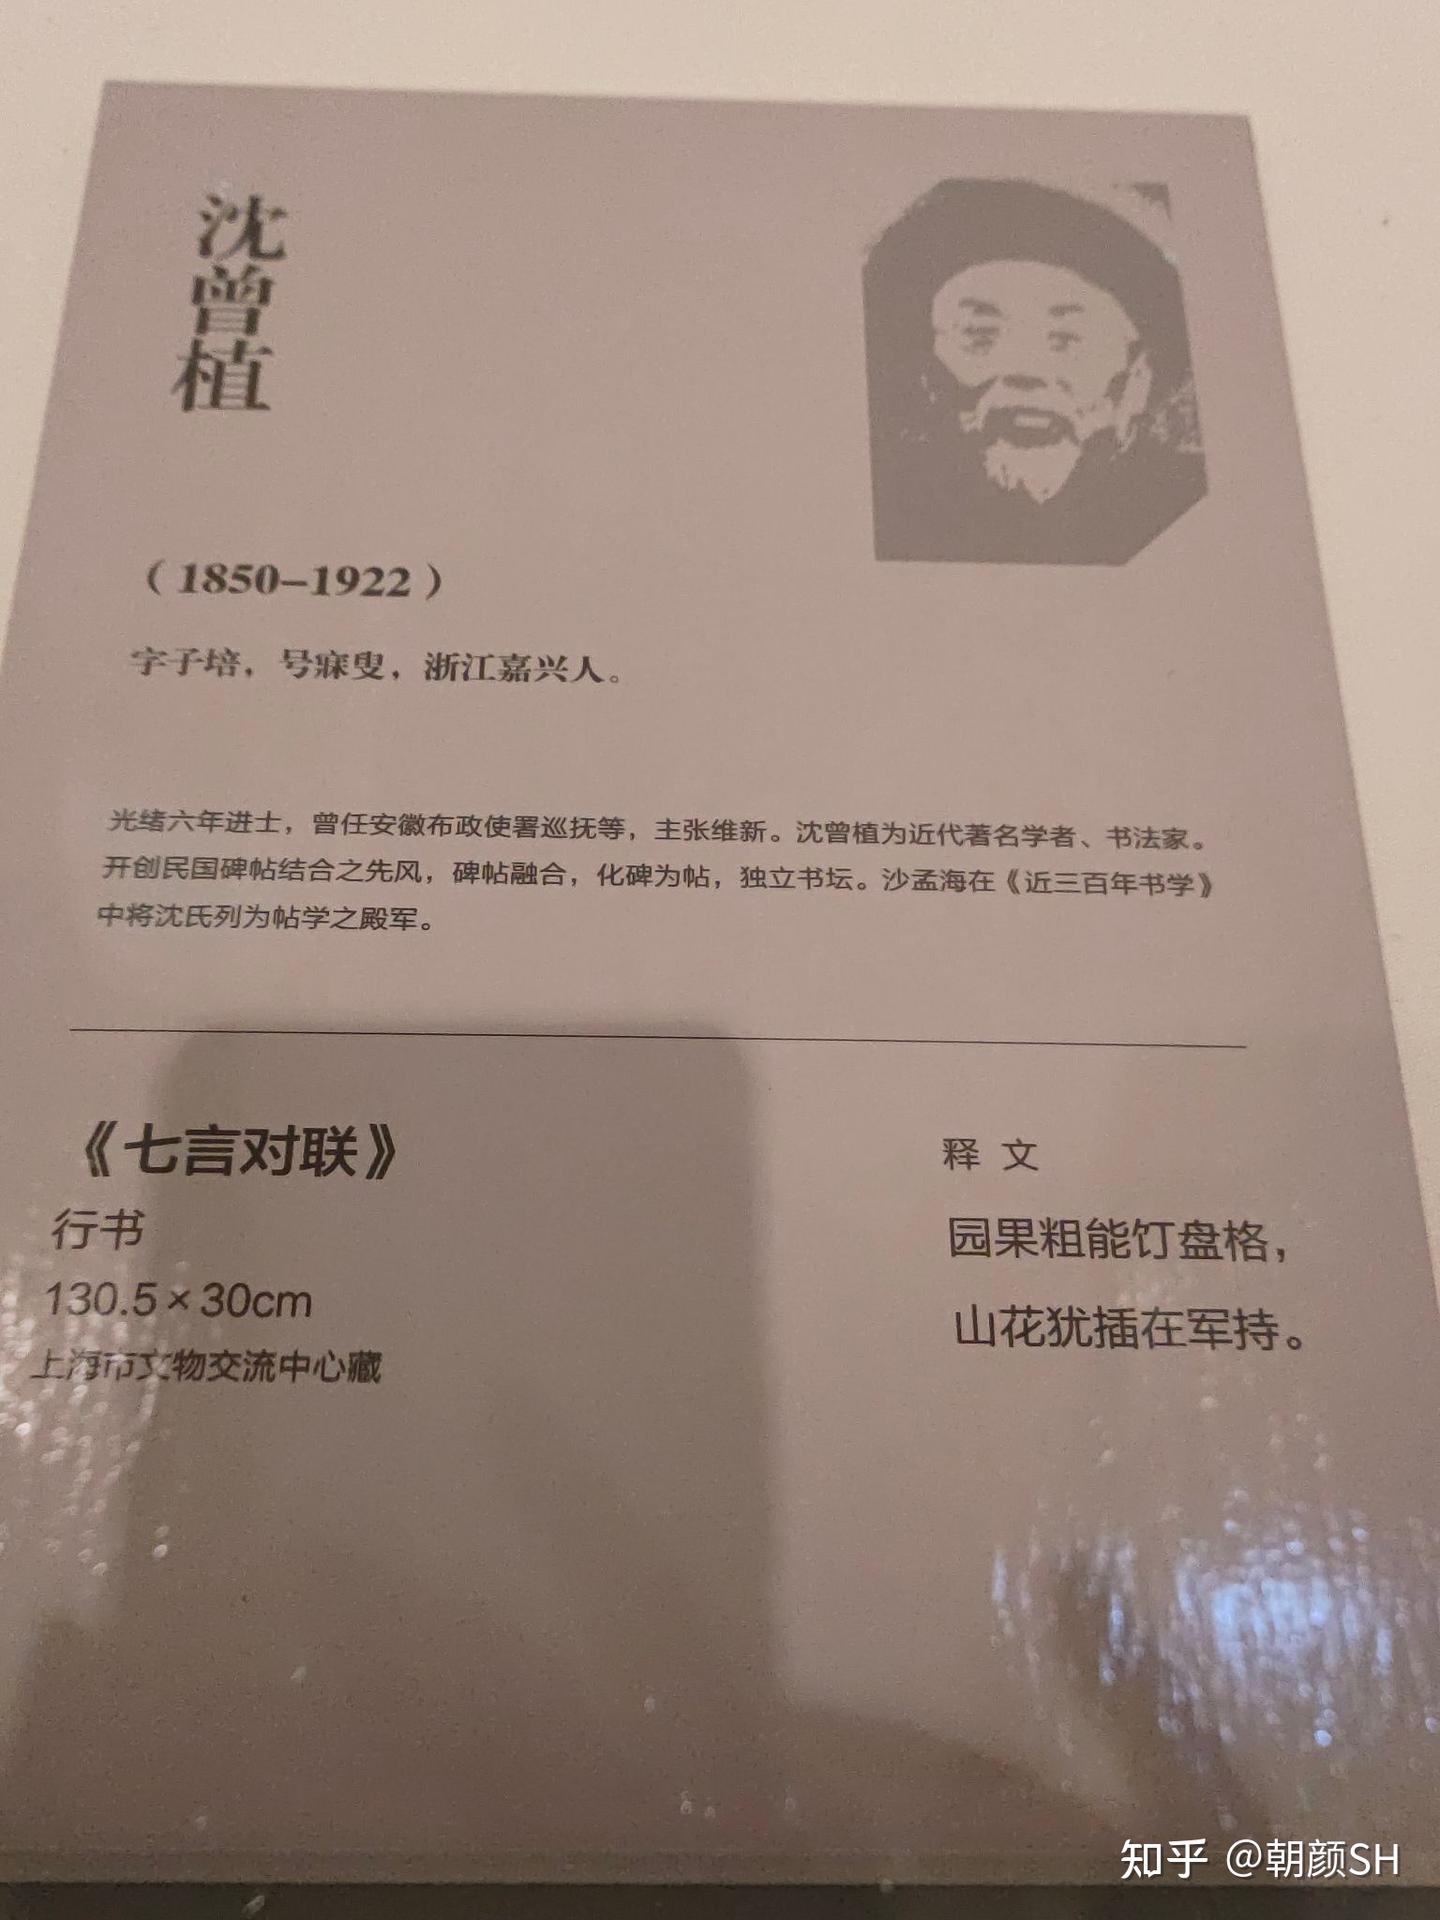 沈曾植
（1850-1922）
字子培，号寐叟，浙江嘉兴人。
光绪六年进士，曾任安徽布政使署巡抚等，主张维新。沈曾植为近代著名学者、书法家。
开创民国碑帖结合之先风，碑帖融合，化碑为帖，独立书坛。沙孟海在《近三百年书学》
中将沈氏列为帖学之殿军。
《七言对联》
行书
130.5×30cm
上海市文物交流中心藏
释 文
园果粗能饤盘格，
山花犹插在军持。
知乎 @朝颜SH